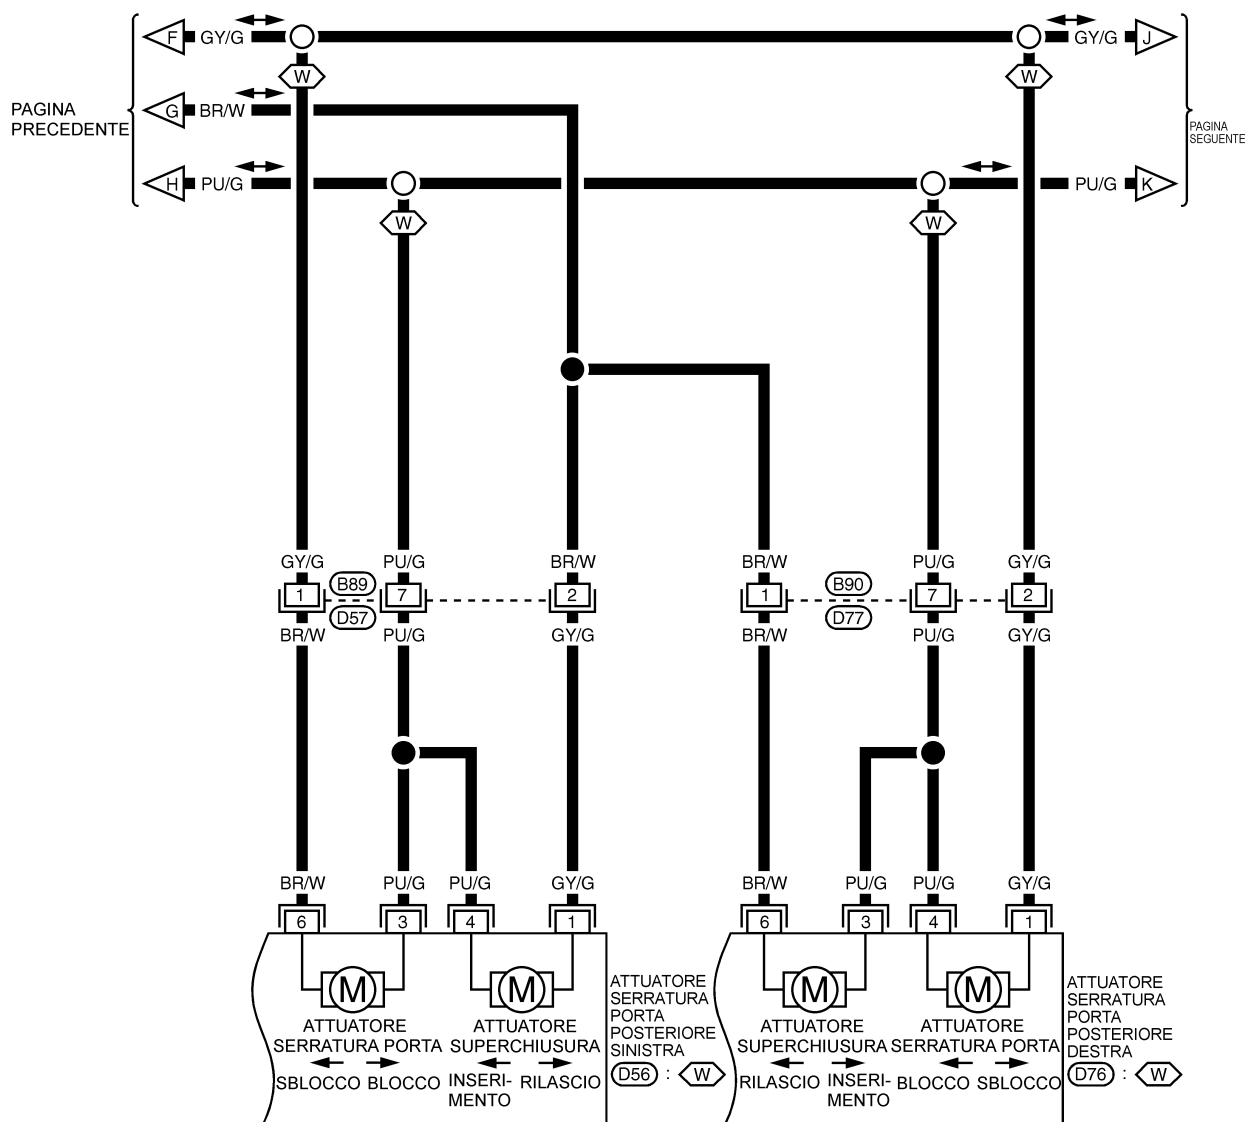 F GY/G GY/G J
W W
PAGINA
PRECEDENTE
G BR/W
PAGINA
SEGUENTE
H PU/G PU/G K
W W
GY/G PU/G BR/W BR/W PU/G GY/G
1 B89 7 2 1 B90 7 2
D57 D77
BR/W PU/G GY/G BR/W PU/G GY/G
BR/W PU/G PU/G GY/G BR/W PU/G PU/G GY/G
6 3 4 1 6 3 4 1
M M M M
ATTUATORE
SERRATURA PORTA
SBLOCCO BLOCCO
ATTUATORE
SUPERCHIUSURA
INSERI-
MENTO
RILASCIO
ATTUATORE
SERRATURA
PORTA
POSTERIORE
SINISTRA
D56 : W
ATTUATORE
SUPERCHIUSURA
RILASCIO
INSERI-
MENTO
ATTUATORE
SERRATURA PORTA
BLOCCO SBLOCCO
ATTUATORE
SERRATURA
PORTA
POSTERIORE
DESTRA
D76 : W